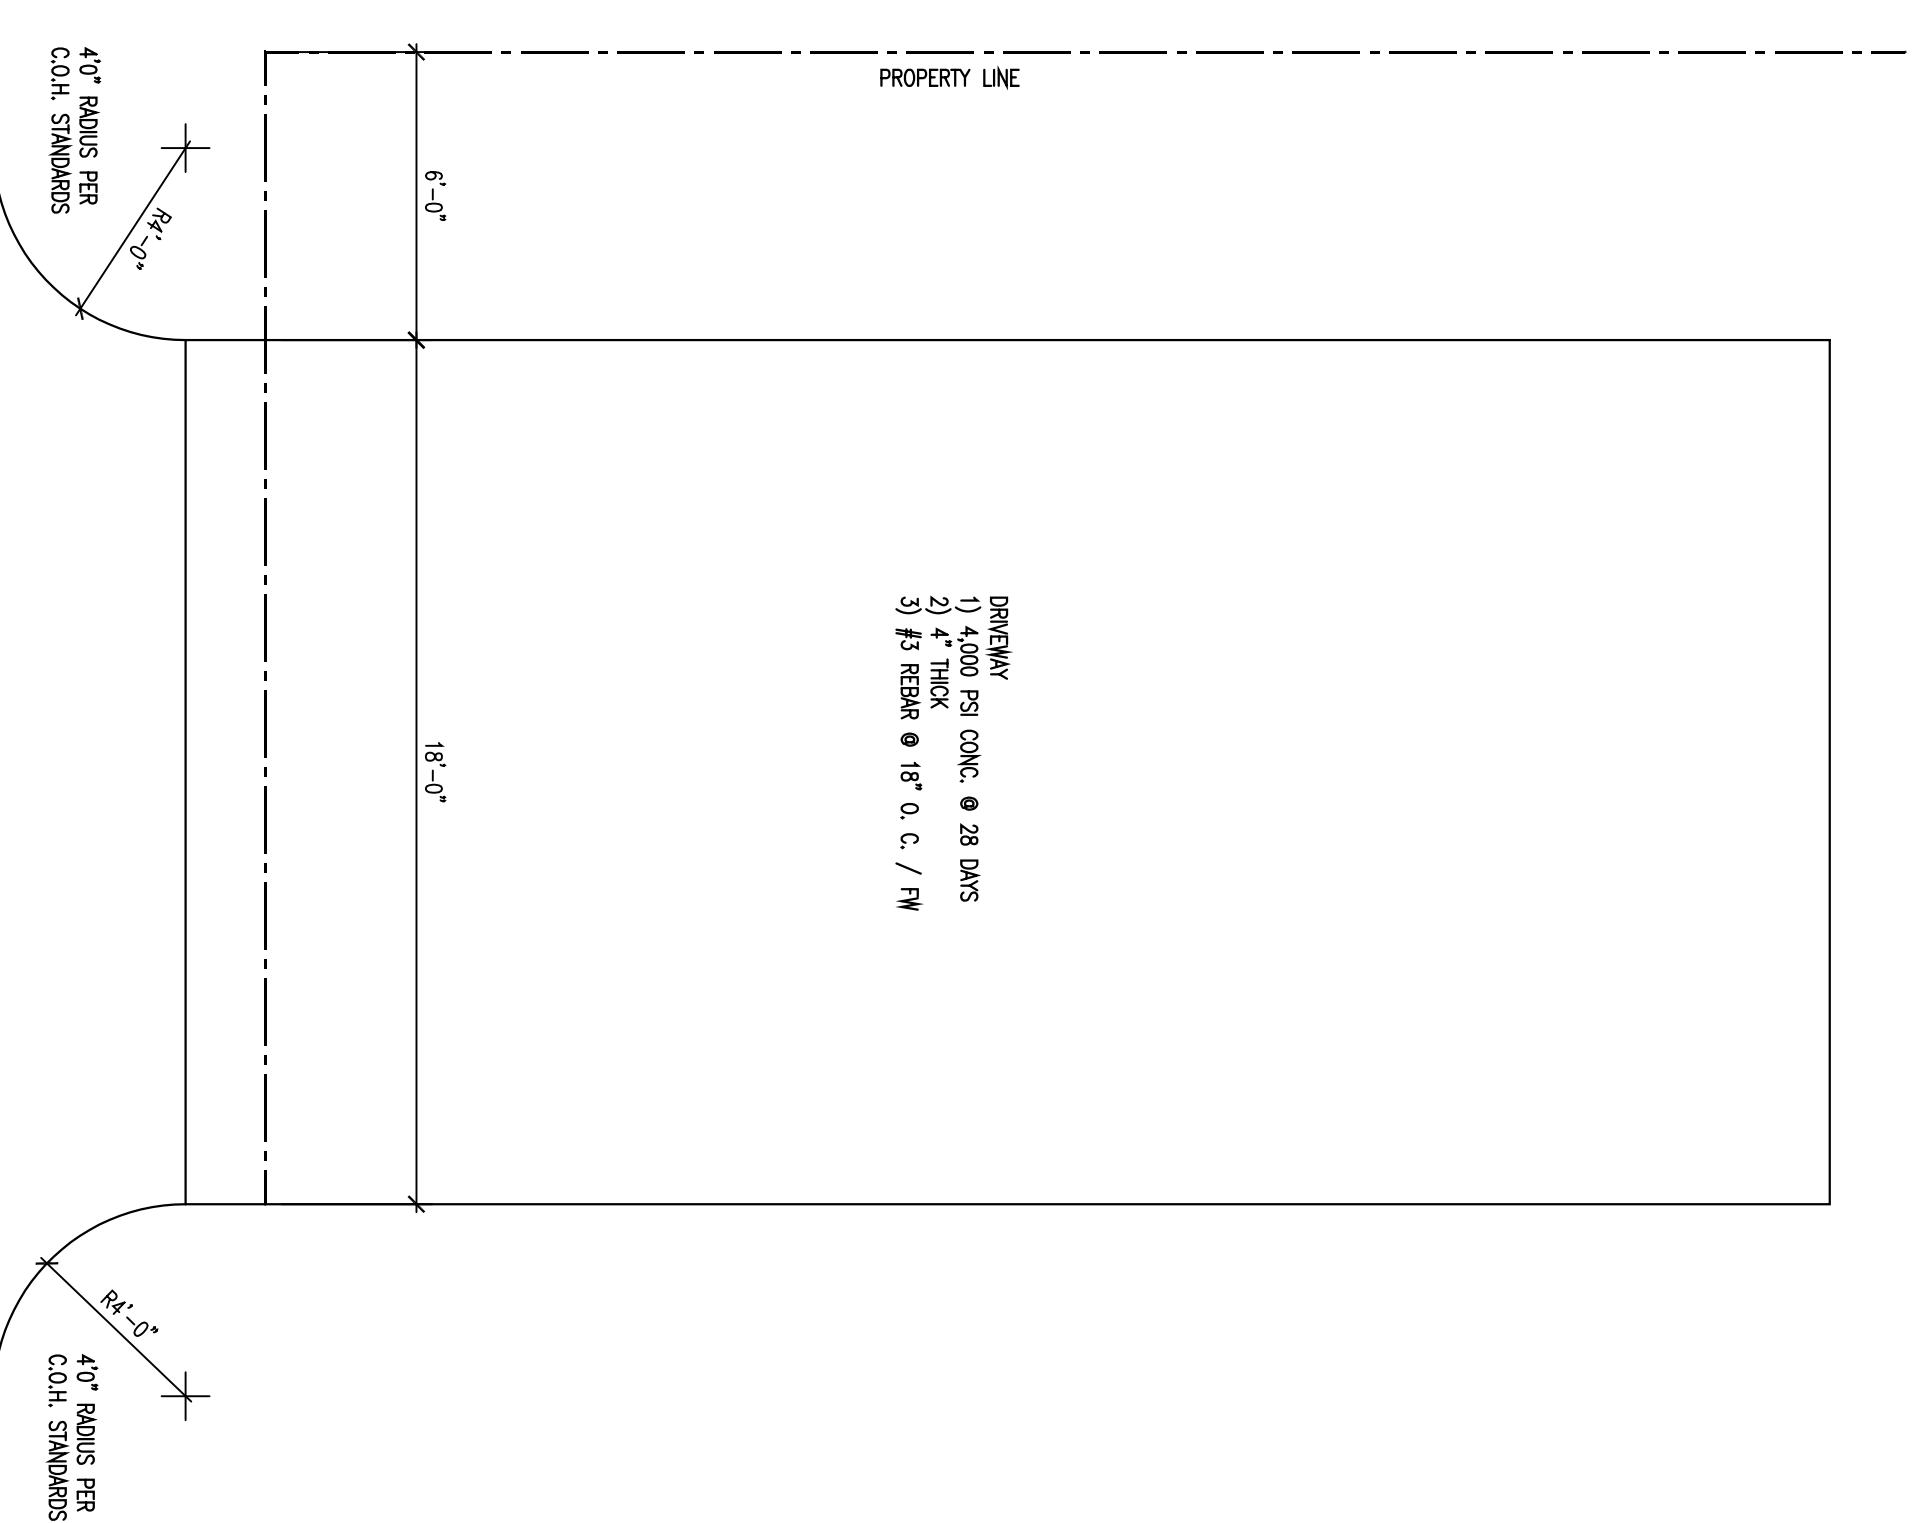 PROPERTY LINE
4'0" RADIUS PER
C.O.H. STANDARDS
R4'-0"
6'-0"
18'-0"
DRIVEWAY
1) 4,000 PSI CONC. @ 28 DAYS
2) 4" THICK
3) #3 REBAR @ 18" O. C. / FW
R4'-0"
4'0" RADIUS PER
C.O.H. STANDARDS